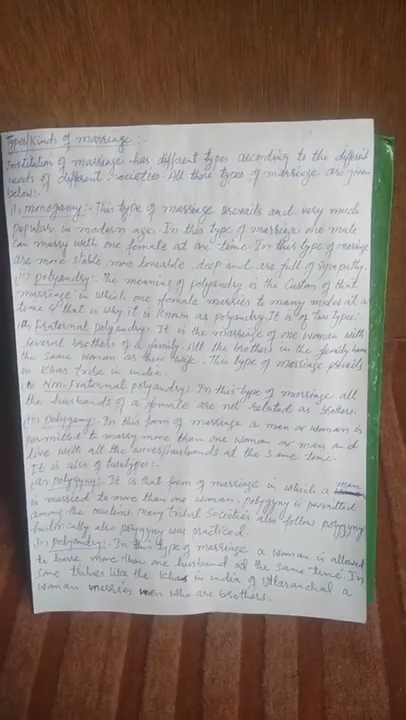 Types/Kinds of marriage:-
Institution of marriage has different types according to the different
needs of different societies. All these types of marriage are given
below:-
(i) monogamy:- This type of marriage prevails and very much
popular in modern age. In this type of marriage one male
can marry with one female at one time. In this type of marriage
are more stable, more loveable, deep and are full of sympathy.
(ii) polyandry:- The meaning of polyandry is the custom of that
marriage in which one female marries to many males at a
time & that is why it is known as polyandry. It is of two types:-
(a) Fraternal polyandry:- It is the marriage of one woman with
several brothers of a family. All the brothers in the family have
the same woman as their wife. This type of marriage prevails
in Khas tribe in india.
(b) Non-Fraternal polyandry:- In this type of marriage all
the husbands of a female are not related as brothers.
(iii) polygamy:- In this form of marriage a man or woman is
permitted to marry more than one woman or men and
live with all the wives/husbands at the same time.
It is also of two types:-
(a) polygyny:- It is that form of marriage in which a man
is married to more than one woman. Polygyny is permitted
among the muslims. many tribal societies also follow polygyny
historically also polygyny was practiced.
(b) polyandry:- In this type of marriage a woman is allowed
to have more than one husband at the same time. In
some tribes like the Khas in india of Uttaranchal a
woman marries men who are brothers.